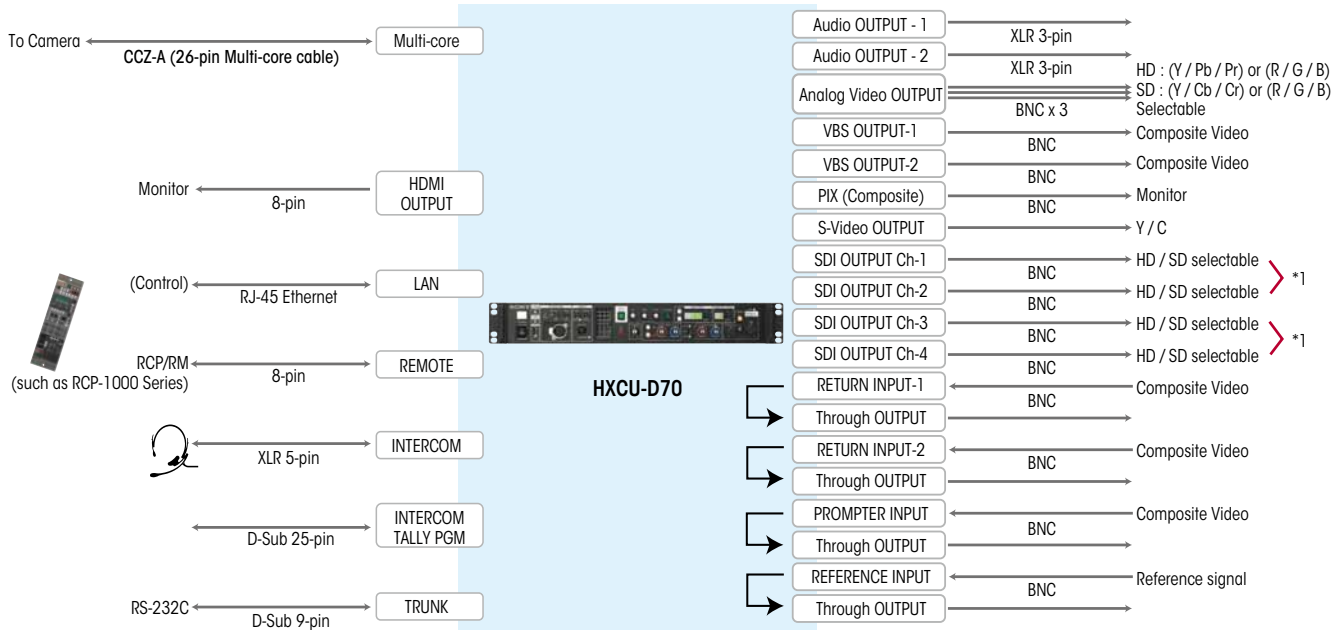 To Camera
CCZ-A (26-pin Multi-core cable)
Multi-core
Monitor
8-pin
HDMI
OUTPUT
(Control)
RJ-45 Ethernet
LAN
RCP/RM
(such as RCP-1000 Series)
8-pin
REMOTE
XLR 5-pin
INTERCOM
D-Sub 25-pin
INTERCOM
TALLY PGM
RS-232C
D-Sub 9-pin
TRUNK
HXCU-D70
Audio OUTPUT - 1
XLR 3-pin
Audio OUTPUT - 2
XLR 3-pin
Analog Video OUTPUT
BNC x 3
HD : (Y / Pb / Pr) or (R / G / B)
SD : (Y / Cb / Cr) or (R / G / B)
Selectable
VBS OUTPUT-1
BNC
Composite Video
VBS OUTPUT-2
BNC
Composite Video
PIX (Composite)
BNC
Monitor
S-Video OUTPUT
Y / C
SDI OUTPUT Ch-1
BNC
HD / SD selectable
SDI OUTPUT Ch-2
BNC
HD / SD selectable
*1
SDI OUTPUT Ch-3
BNC
HD / SD selectable
SDI OUTPUT Ch-4
BNC
HD / SD selectable
*1
RETURN INPUT-1
BNC
Composite Video
Through OUTPUT
RETURN INPUT-2
BNC
Composite Video
Through OUTPUT
PROMPTER INPUT
BNC
Composite Video
Through OUTPUT
REFERENCE INPUT
BNC
Reference signal
Through OUTPUT